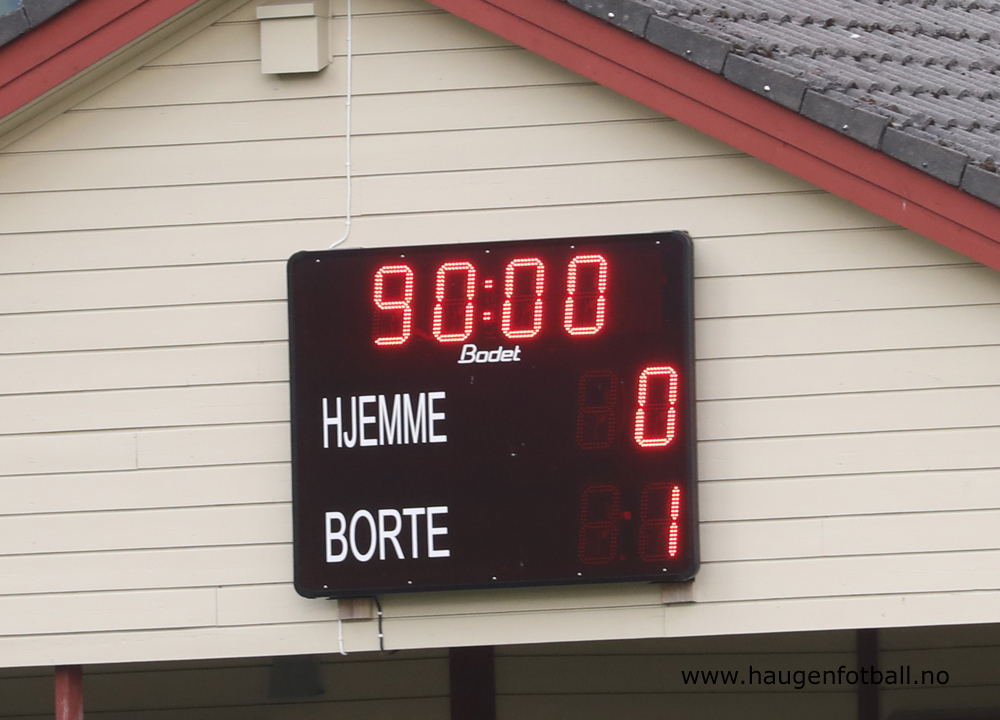 90:00
Bodet
HJEMME 0
BORTE 1
www.haugenfotball.no